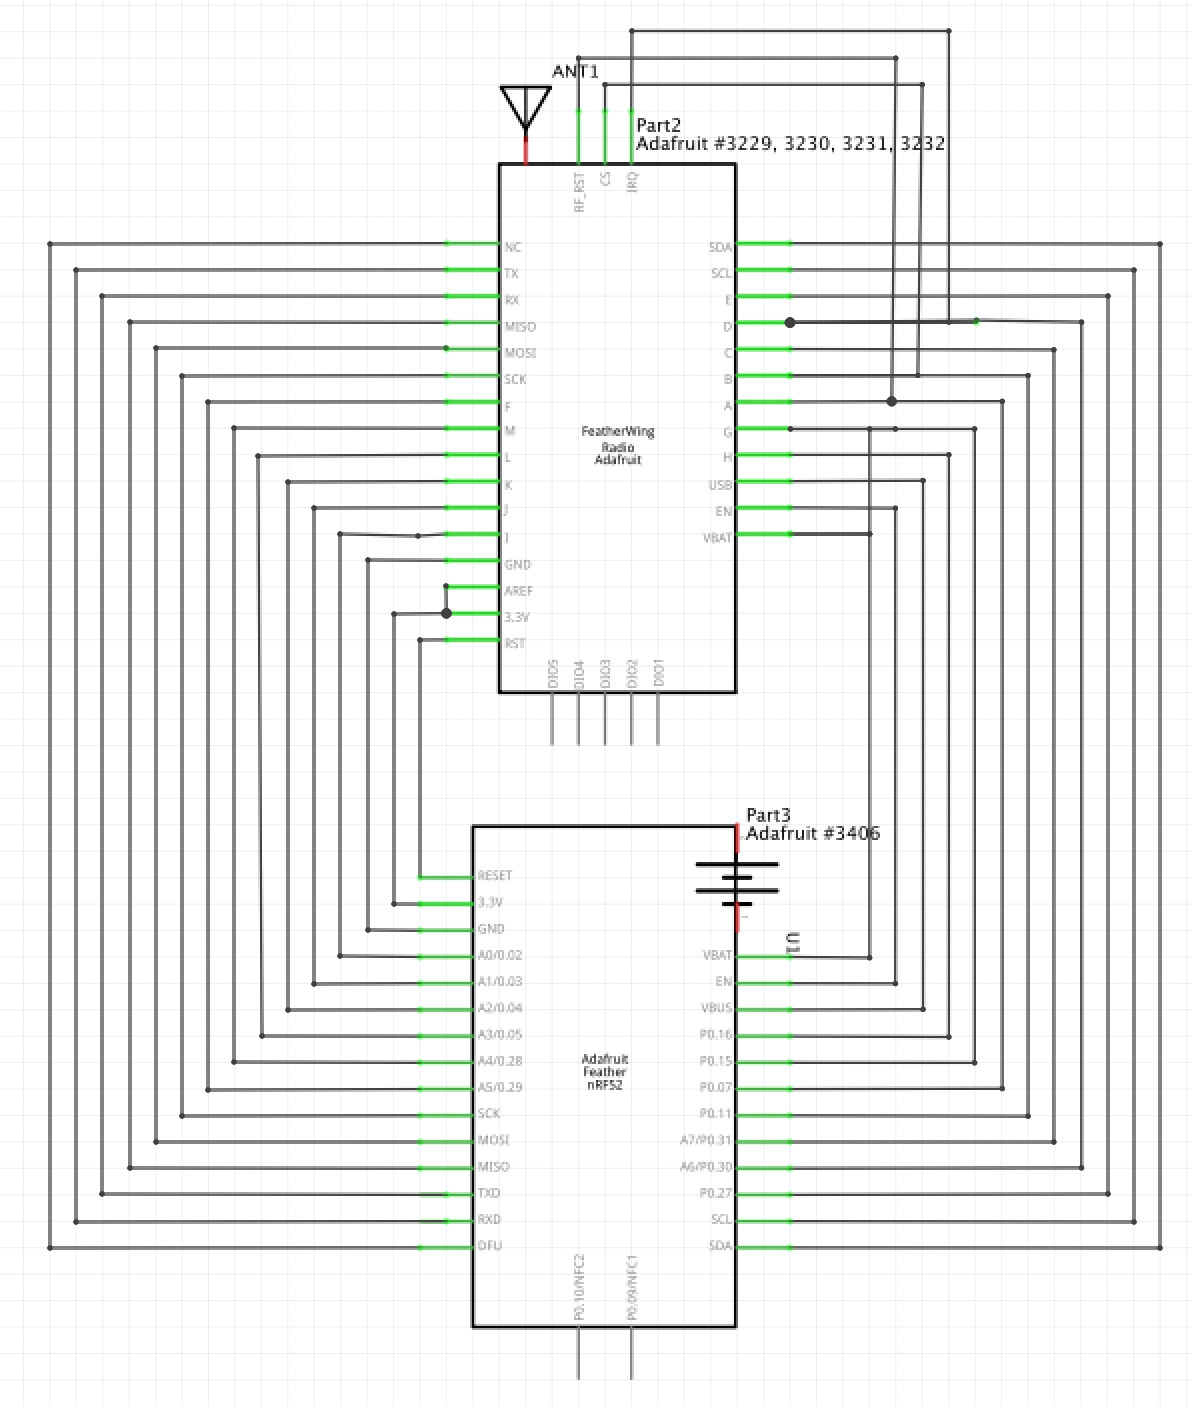 ANT1
Part2
Adafruit #3229, 3230, 3231, 3232
RF_RST
CS
IRQ
NC
SDA
TX
SCL
RX
E
MISO
D
MOSI
C
SCK
B
F
A
M
G
FeatherWing
Radio
Adafruit
L
H
K
USB
J
EN
I
VBAT
GND
AREF
3.3V
RST
DIO5
DIO4
DIO3
DIO2
DIO1
Part3
Adafruit #3406
RESET
3.3V
GND
U1
A0/0.02
VBAT
A1/0.03
EN
A2/0.04
VBUS
A3/0.05
P0.16
A4/0.28
P0.15
Adafruit
Feather
nRF52
A5/0.29
P0.07
SCK
P0.11
MOSI
A7/P0.31
MISO
A6/P0.30
TXD
P0.27
RXD
SCL
DFU
SDA
P0.10/NFC2
P0.09/NFC1